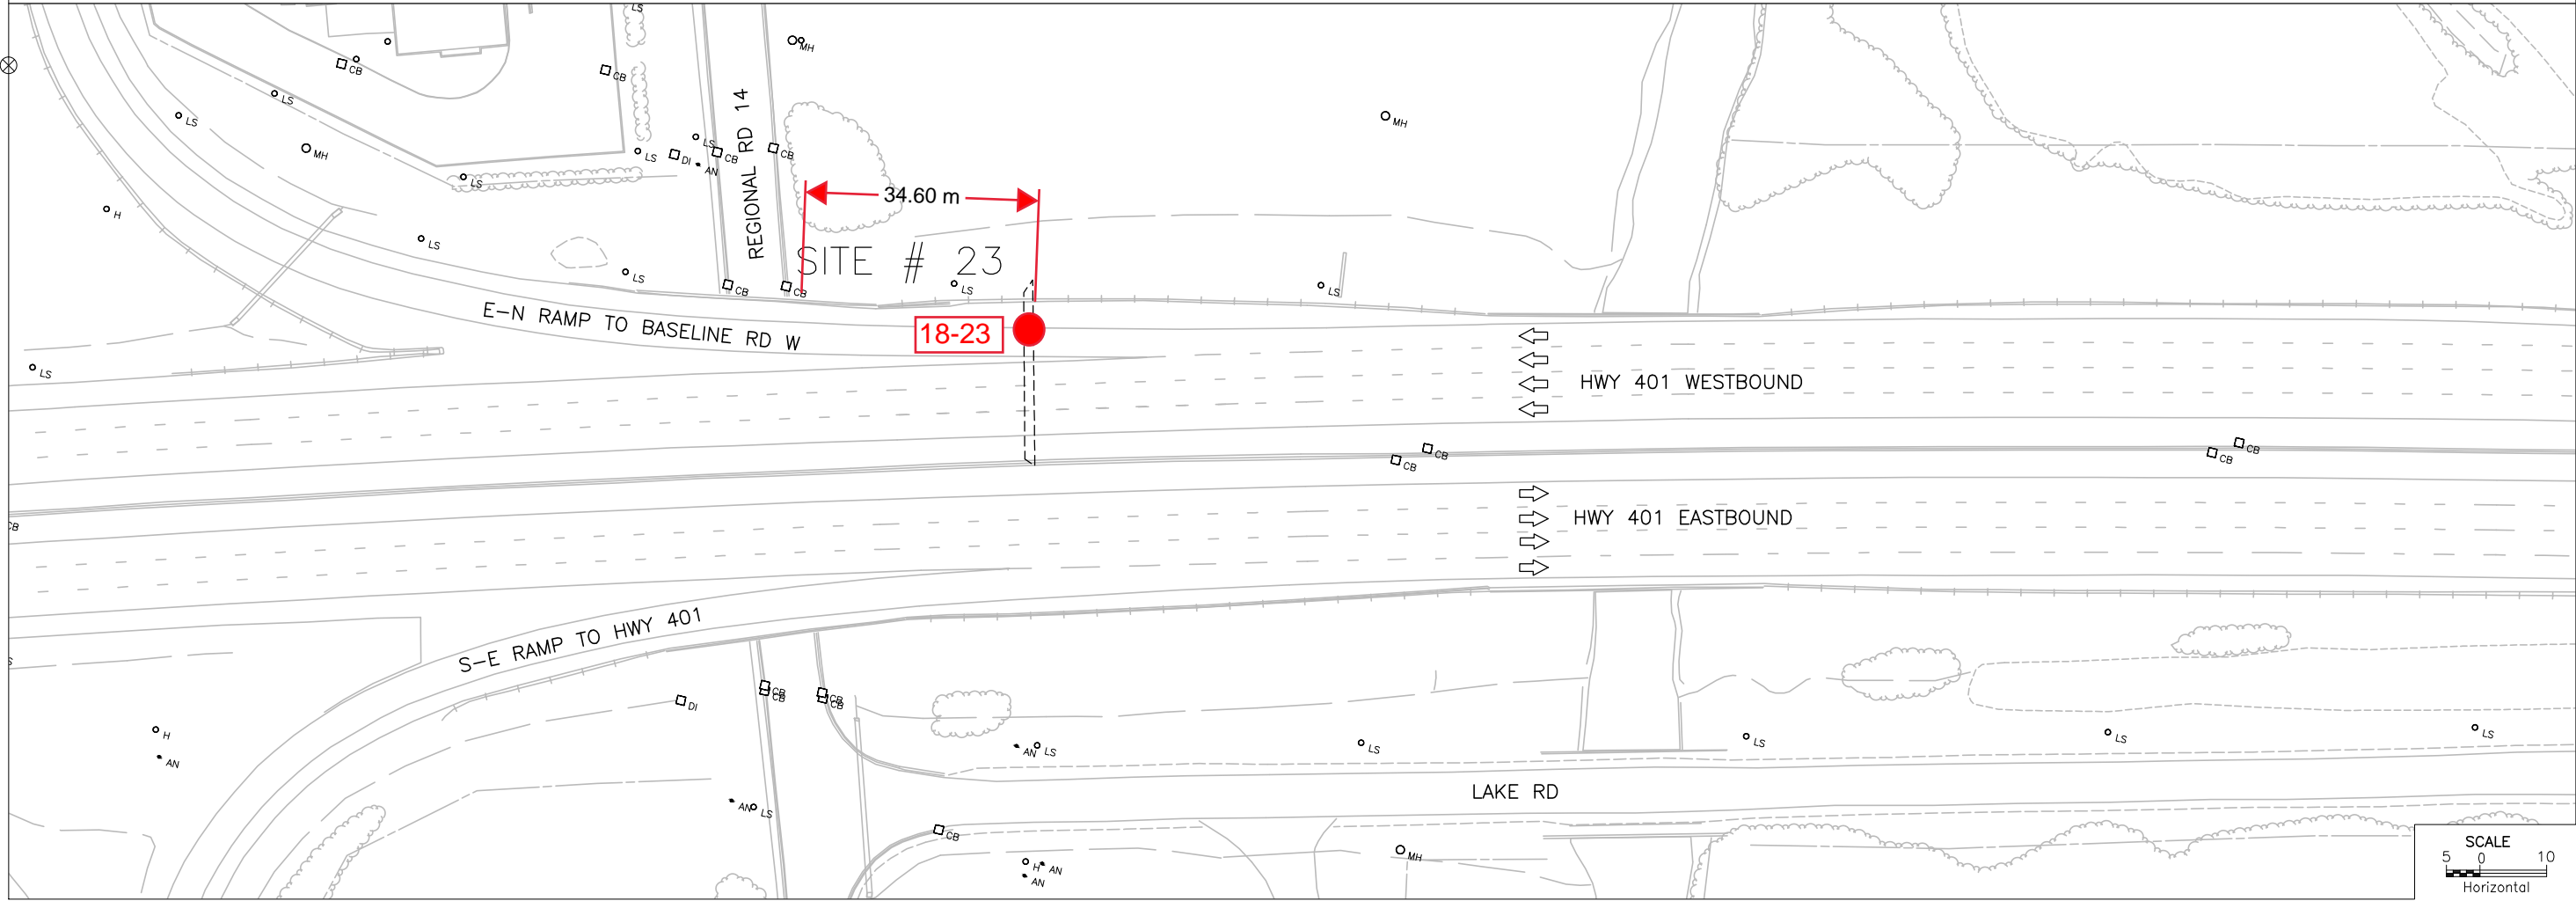 LS
MH
CB
CB
LS
LS
MH
REGIONAL RD 14
MH
LS
CB
CB
LS
DI
AN
LS
34.60 m
H
LS
SITE # 23
LS
CB
CB
LS
LS
E-N RAMP TO BASELINE RD W
18-23
LS
HWY 401 WESTBOUND
CB
CB
CB
CB
CB
HWY 401 EASTBOUND
S-E RAMP TO HWY 401
S
CB
CB
CB
CB
DI
H
AN
AN LS
LS
LS
LS
LS
AN LS
LAKE RD
CB
MH
H AN
AN
SCALE
5 0 10
Horizontal